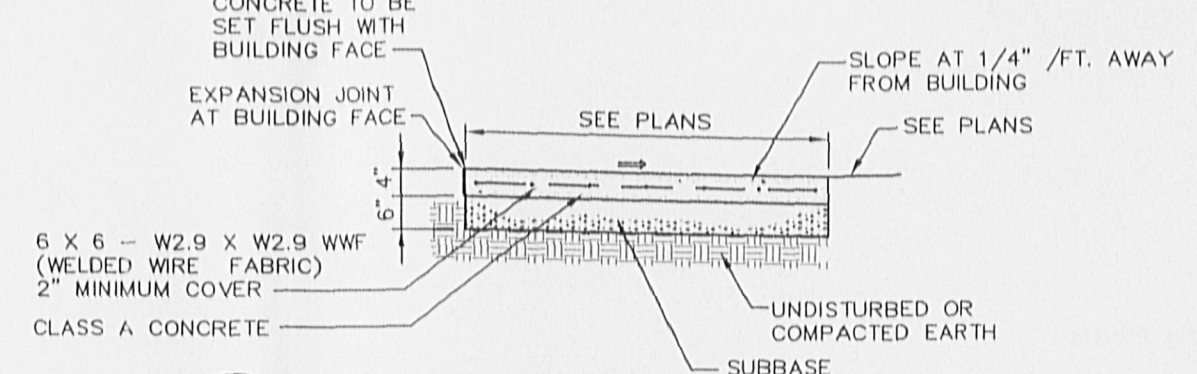 CONCRETE TO BE
SET FLUSH WITH
BUILDING FACE
SLOPE AT 1/4" /FT. AWAY
FROM BUILDING
EXPANSION JOINT
AT BUILDING FACE
SEE PLANS
SEE PLANS
4"
6"
6 X 6 - W2.9 X W2.9 WWF
(WELDED WIRE FABRIC)
2" MINIMUM COVER
CLASS A CONCRETE
UNDISTURBED OR
COMPACTED EARTH
SUBBASE